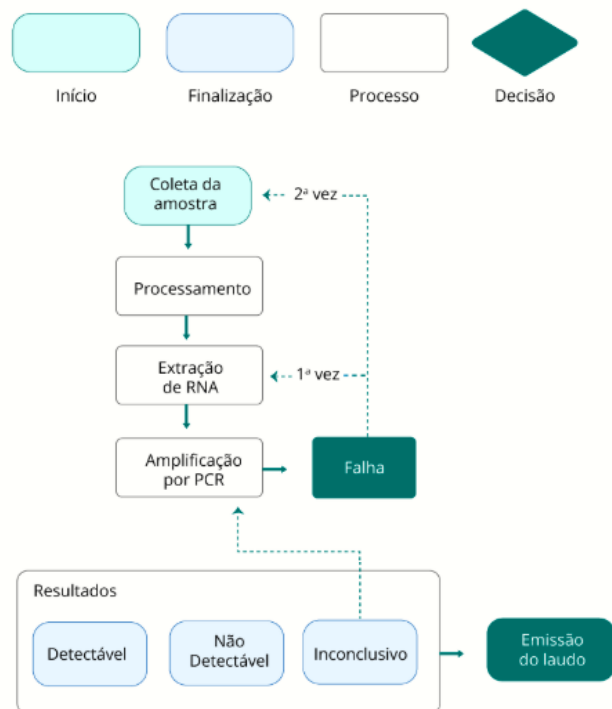 Início
Finalização
Processo
Decisão
Coleta da
amostra
2ª vez
Processamento
Extração
de RNA
1ª vez
Amplificação
por PCR
Falha
Resultados
Detectável
Não
Detectável
Inconclusivo
Emissão
do laudo